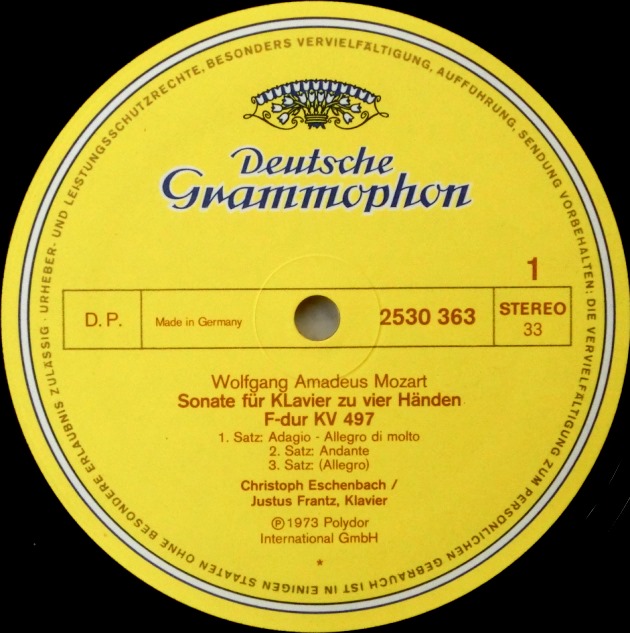 URHEBER- UND LEISTUNGSSCHUTZRECHTE, BESONDERS VERVIELFÄLTIGUNG, AUFFÜHRUNG, SENDUNG VORBEHALTEN; DIE VERVIELFÄLTIGUNG ZUM PERSÖNLICHEN GEBRAUCH IST IN EINIGEN STAATEN OHNE BESONDERE ERLAUBNIS ZULÄSSIG ·
Deutsche
Grammophon
1
D.P.
Made in Germany
2530 363
STEREO
33
Wolfgang Amadeus Mozart
Sonate für KLavier zu vier Händen
F-dur KV 497
1. Satz: Adagio - Allegro di molto
2. Satz: Andante
3. Satz: (Allegro)
Christoph Eschenbach /
Justus Frantz, Klavier
Ⓟ 1973 Polydor
International GmbH
*